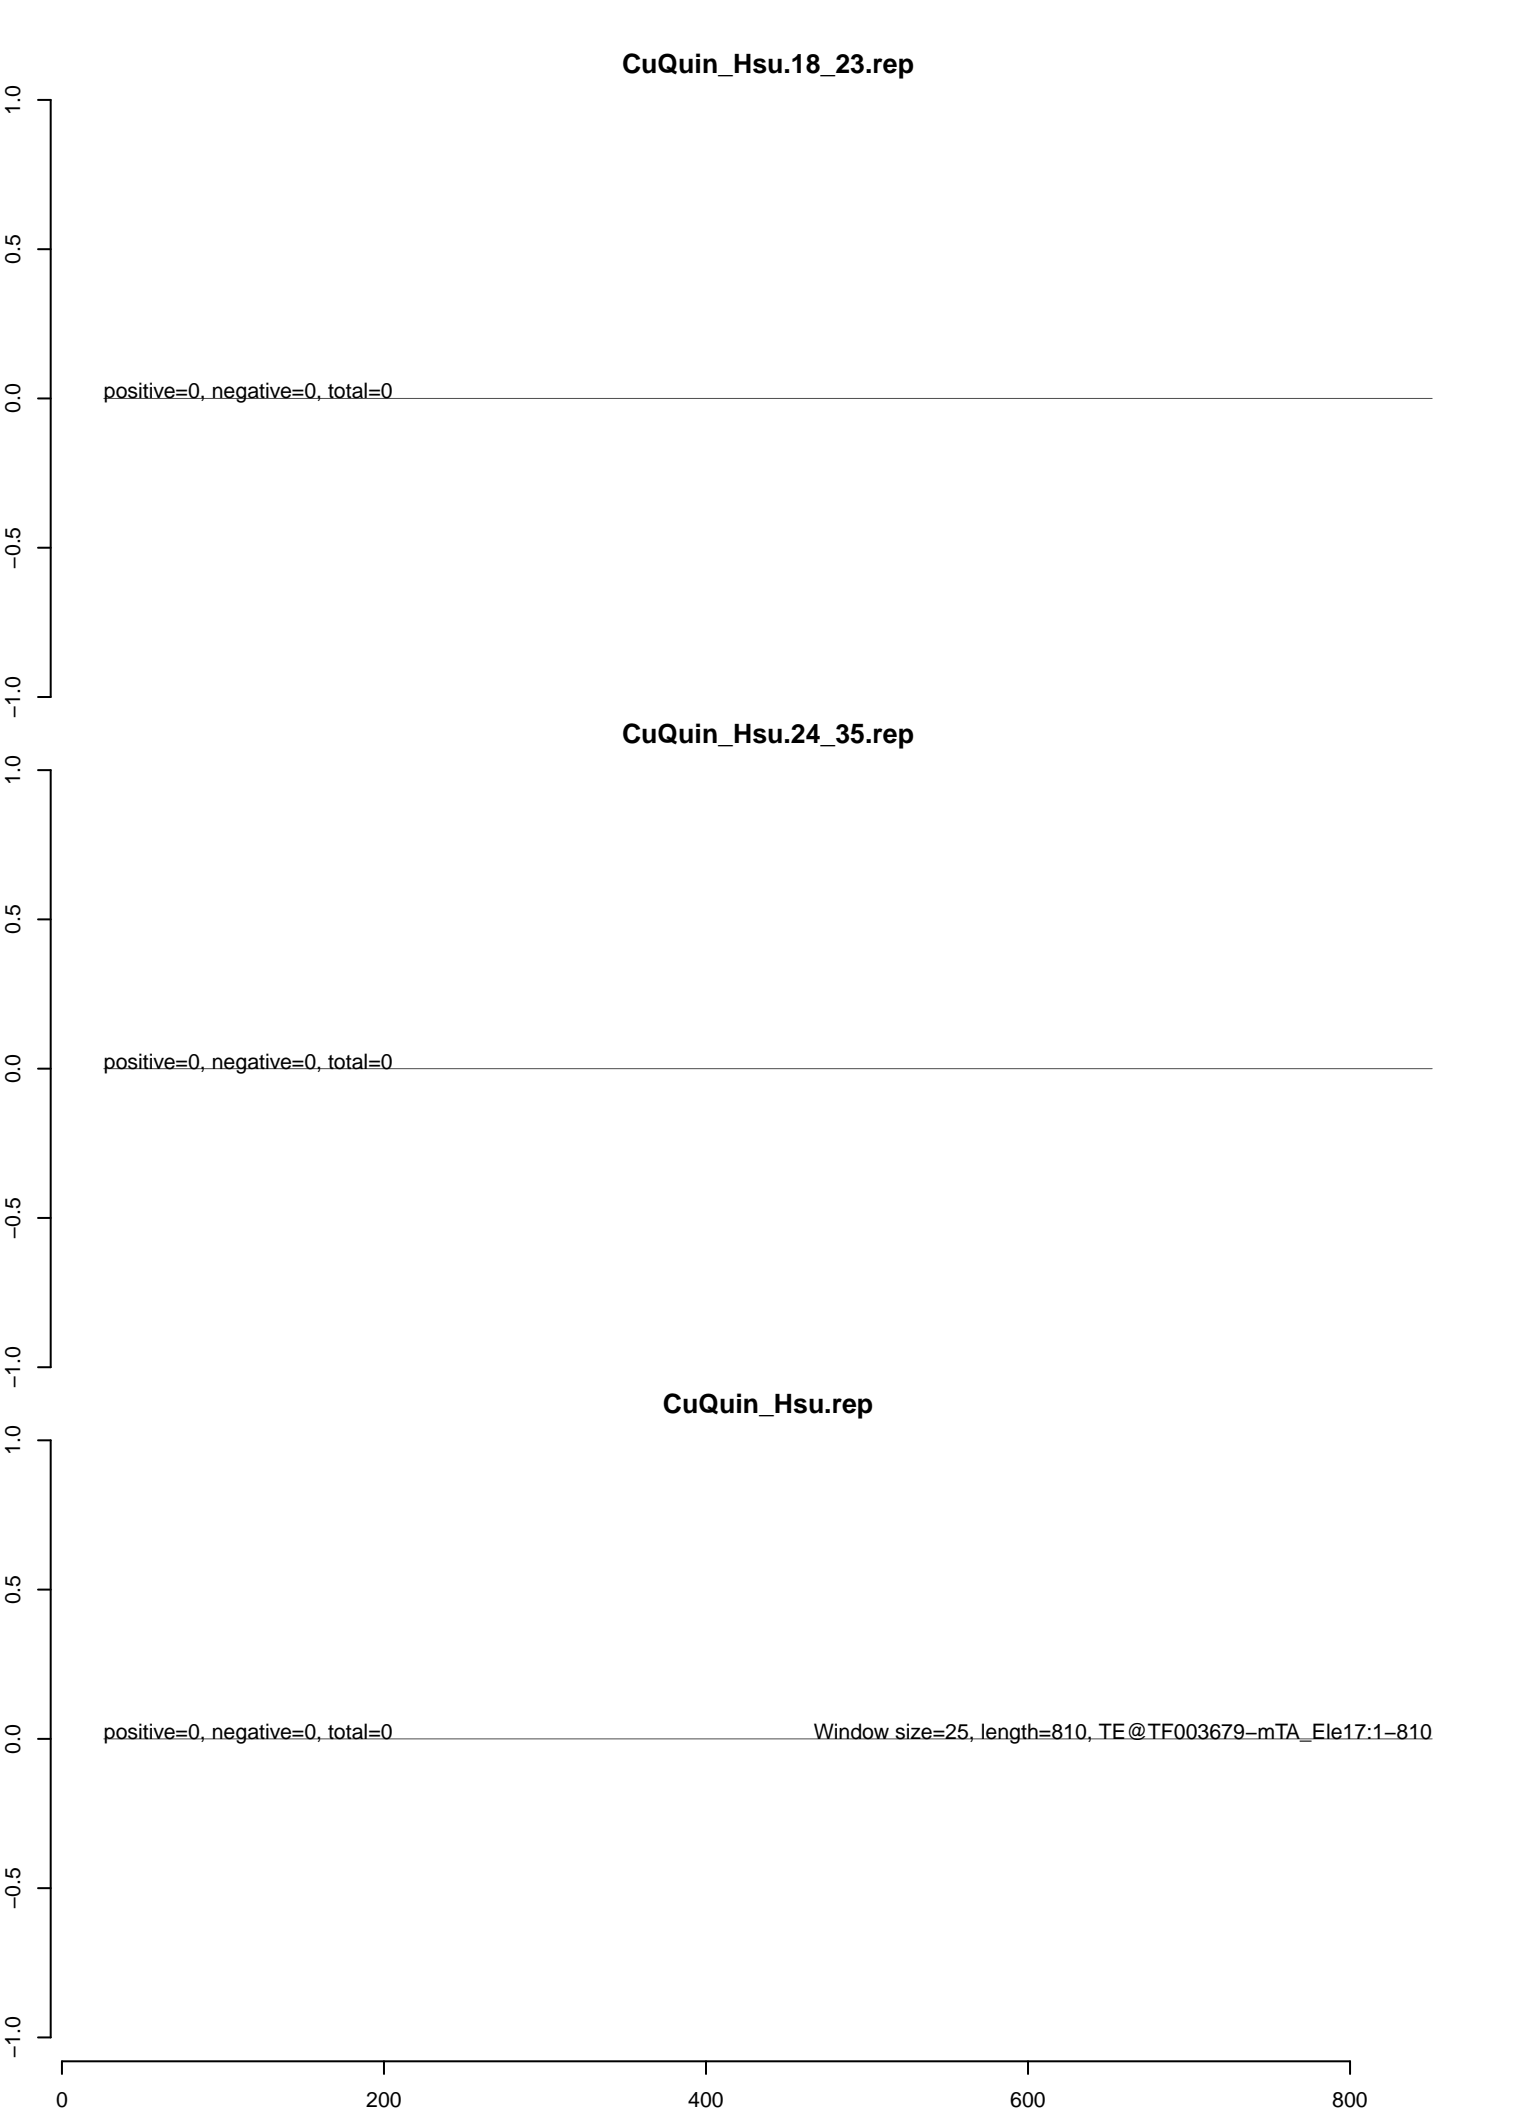 CuQuin_Hsu.18_23.rep
1.0
0.5
0.0
−0.5
−1.0
positive=0, negative=0, total=0
CuQuin_Hsu.24_35.rep
1.0
0.5
0.0
−0.5
−1.0
positive=0, negative=0, total=0
CuQuin_Hsu.rep
1.0
0.5
0.0
−0.5
−1.0
positive=0, negative=0, total=0
Window size=25, length=810, TE@TF003679−mTA_Ele17:1−810
0 200 400 600 800